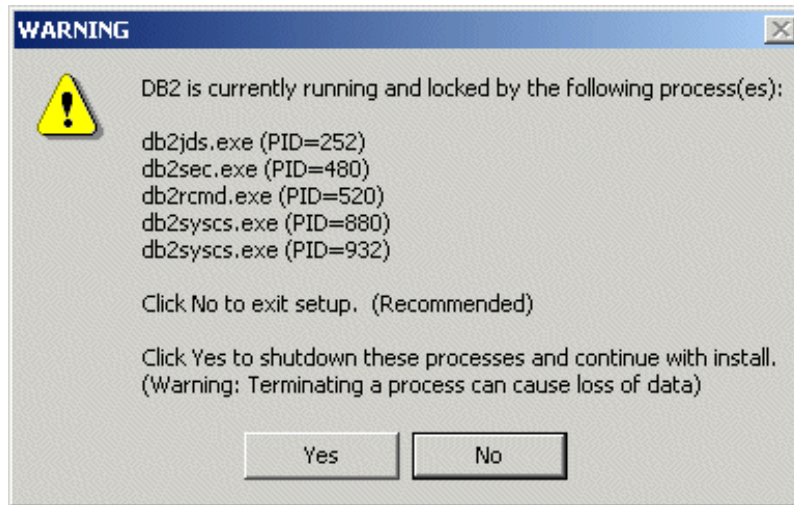 WARNING
DB2 is currently running and locked by the following process(es):
db2jds.exe (PID=252)
db2sec.exe (PID=480)
db2rcmd.exe (PID=520)
db2syscs.exe (PID=880)
db2syscs.exe (PID=932)
Click No to exit setup.  (Recommended)
Click Yes to shutdown these processes and continue with install.
(Warning: Terminating a process can cause loss of data)
Yes No